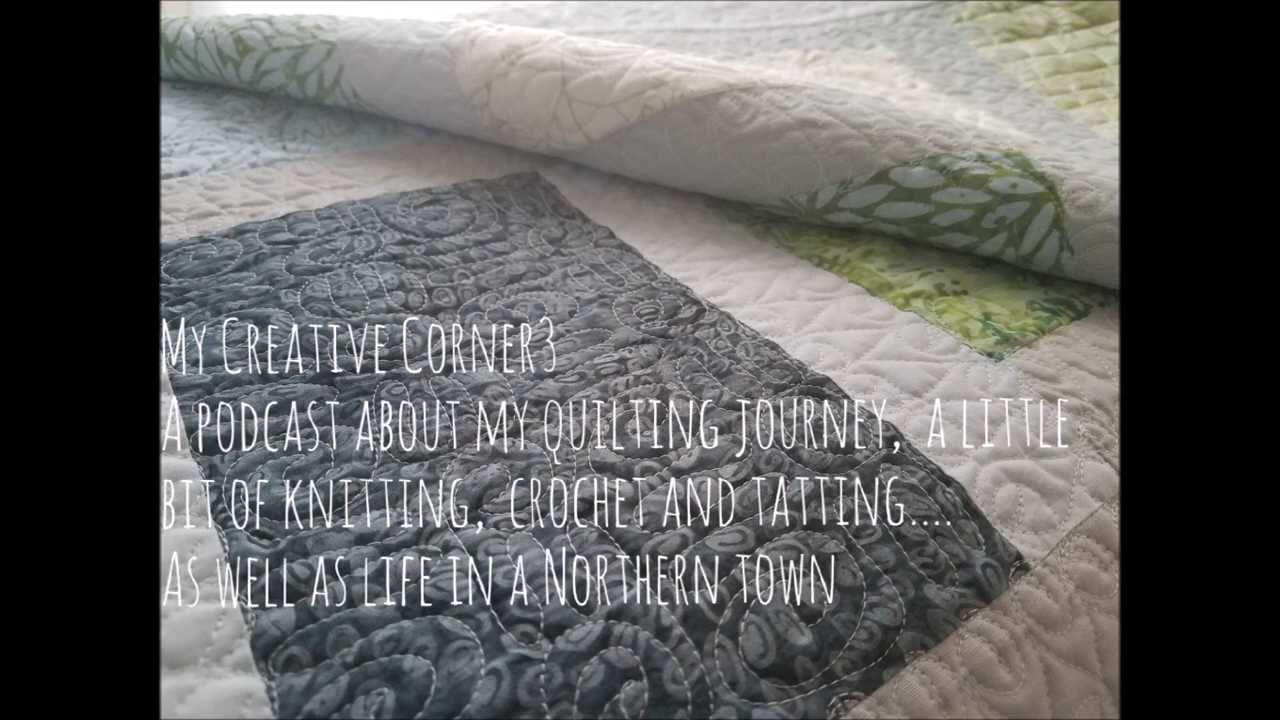 My Creative Corner3
A podcast about my quilting journey, a little
bit of knitting, crochet and tatting....
As well as life in a Northern town